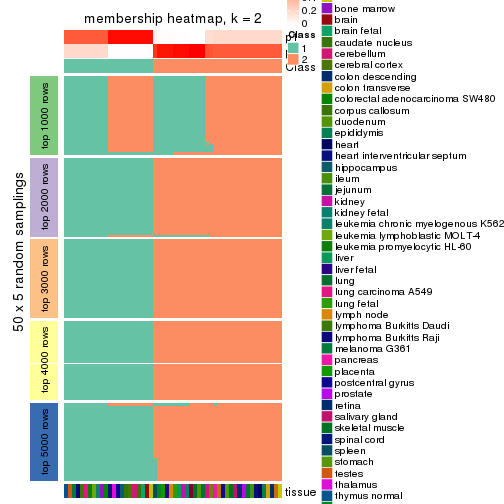 membership heatmap, k = 2
50 x 5 random samplings
top 1000 rows
top 2000 rows
top 3000 rows
top 4000 rows
top 5000 rows
Class
tissue
0.2
0
Class
1
2
bone marrow
brain
brain fetal
caudate nucleus
cerebellum
cerebral cortex
colon descending
colon transverse
colorectal adenocarcinoma SW480
corpus callosum
duodenum
epididymis
heart
heart interventricular septum
hippocampus
ileum
jejunum
kidney
kidney fetal
leukemia chronic myelogenous K562
leukemia lymphoblastic MOLT-4
leukemia promyelocytic HL-60
liver
liver fetal
lung
lung carcinoma A549
lung fetal
lymph node
lymphoma Burkitts Daudi
lymphoma Burkitts Raji
melanoma G361
pancreas
placenta
postcentral gyrus
prostate
retina
salivary gland
skeletal muscle
spinal cord
spleen
stomach
testes
thalamus
thymus normal